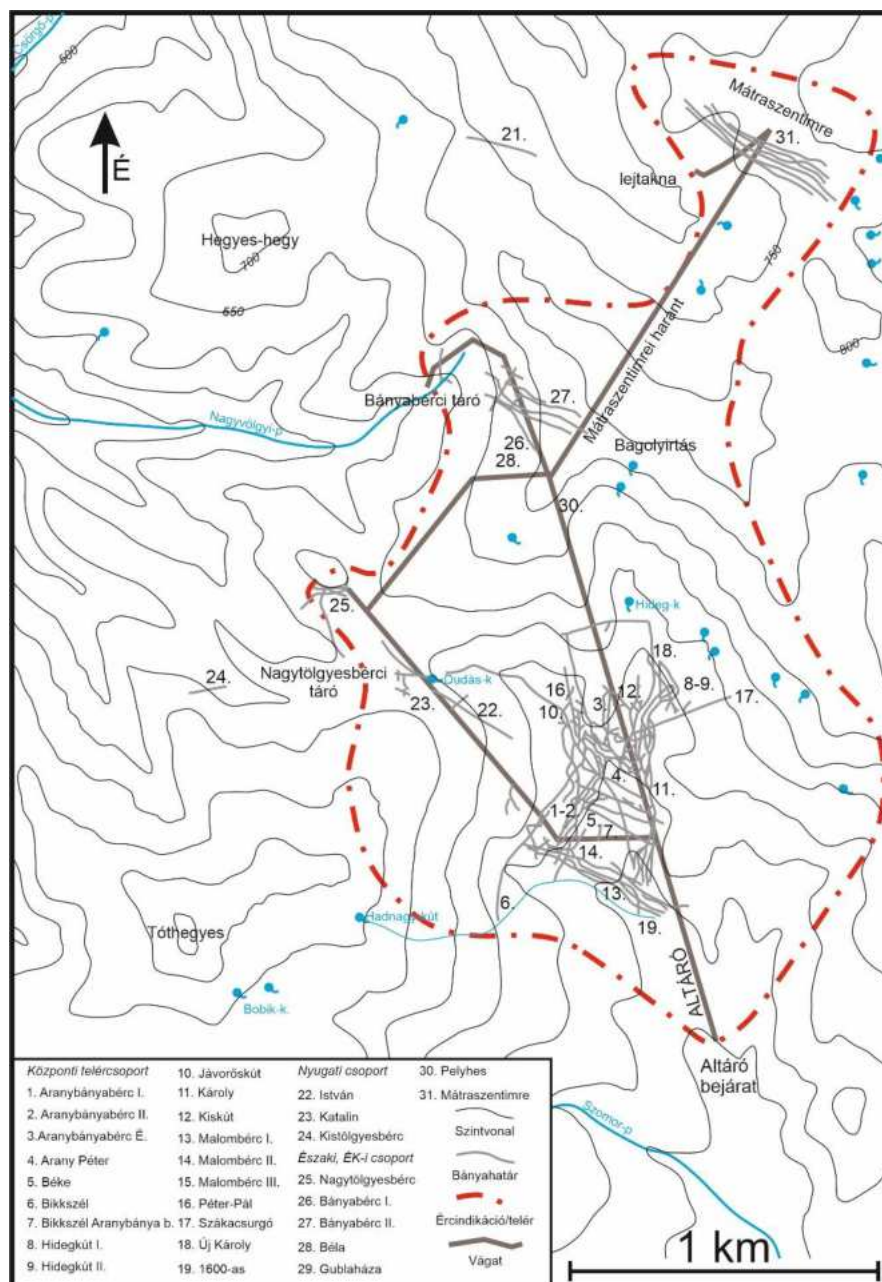 Csörgő-p
500
É
21.
Mátraszentimre
31.
lejtakna
Hegyes-hegy
700
650
750
800
Mátraszentimrei haránt
Bányabérci táró
27.
Nagyvölgyi-p
26.
28.
Bagolyirtás
30.
25.
Hideg-k
Nagytölgyesbérci
táró
24.
Dudás-k
23.
22.
16.
10.
3.
12.
18.
8-9.
17.
4.
11.
1-2
5.
7.
14.
13.
6.
19.
Hadnagy-kút
Tóthegyes
Bobik-k.
ALTÁRÓ
Altáró
bejárat
Szomor-p
Központi telércsoport
1. Aranybányabérc I.
2. Aranybányabérc II.
3.Aranybányabérc É.
4. Arany Péter
5. Béke
6. Bikkszél
7. Bikkszél Aranybánya b.
8. Hidegkút I.
9. Hidegkút II.
10. Jávorőskút
11. Károly
12. Kiskút
13. Malombérc I.
14. Malombérc II.
15. Malombérc III.
16. Péter-Pál
17. Szákacsurgó
18. Új Károly
19. 1600-as
Nyugati csoport
22. István
23. Katalin
24. Kistölgyesbérc
Északi, ÉK-i csoport
25. Nagytölgyesbérc
26. Bányabérc I.
27. Bányabérc II.
28. Béla
29. Gublaháza
30. Pelyhes
31. Mátraszentimre
Szintvonal
Bányahatár
Ércindikáció/telér
Vágat
1 km